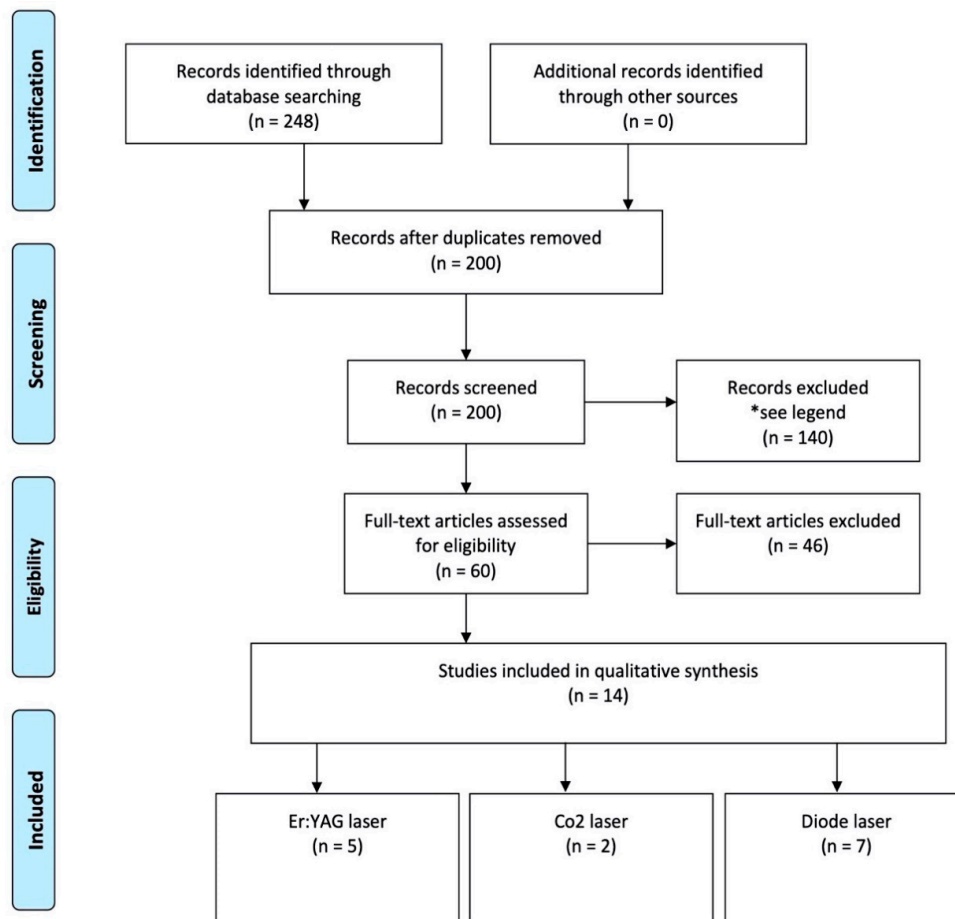 Identification
Records identified through
database searching
(n = 248)
Additional records identified
through other sources
(n = 0)
Records after duplicates removed
(n = 200)
Screening
Records screened
(n = 200)
Records excluded
*see legend
(n = 140)
Eligibility
Full-text articles assessed
for eligibility
(n = 60)
Full-text articles excluded
(n = 46)
Studies included in qualitative synthesis
(n = 14)
Included
Er:YAG laser
(n = 5)
Co2 laser
(n = 2)
Diode laser
(n = 7)